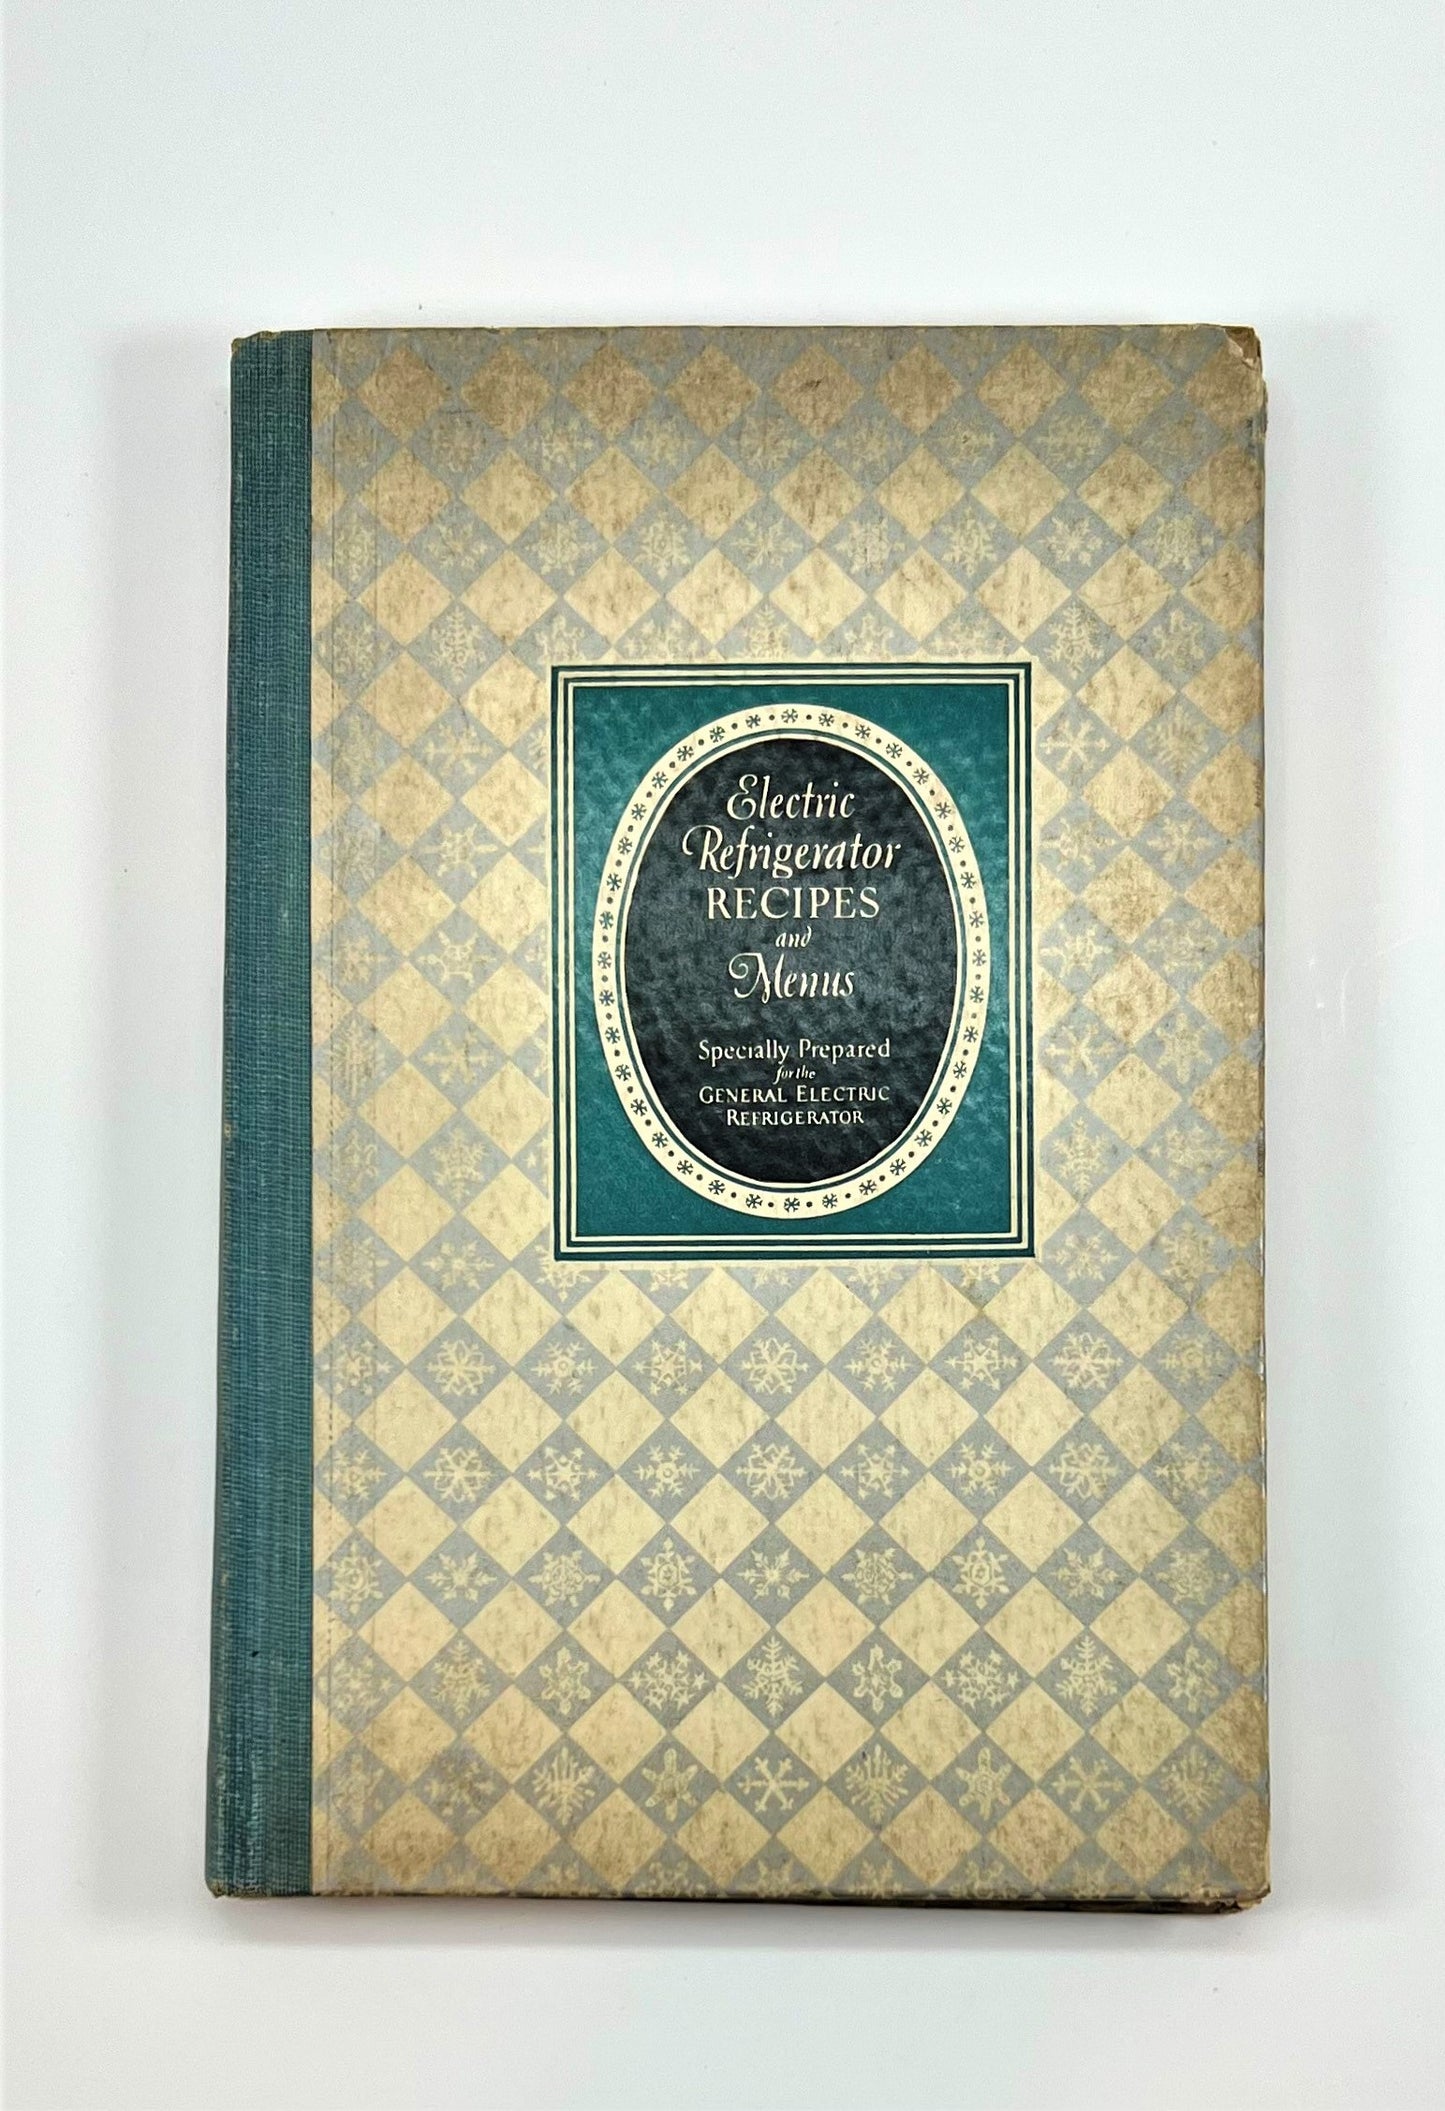 Electric
Refrigerator
RECIPES
and
Menus
Specially Prepared
for the
GENERAL ELECTRIC
REFRIGERATOR